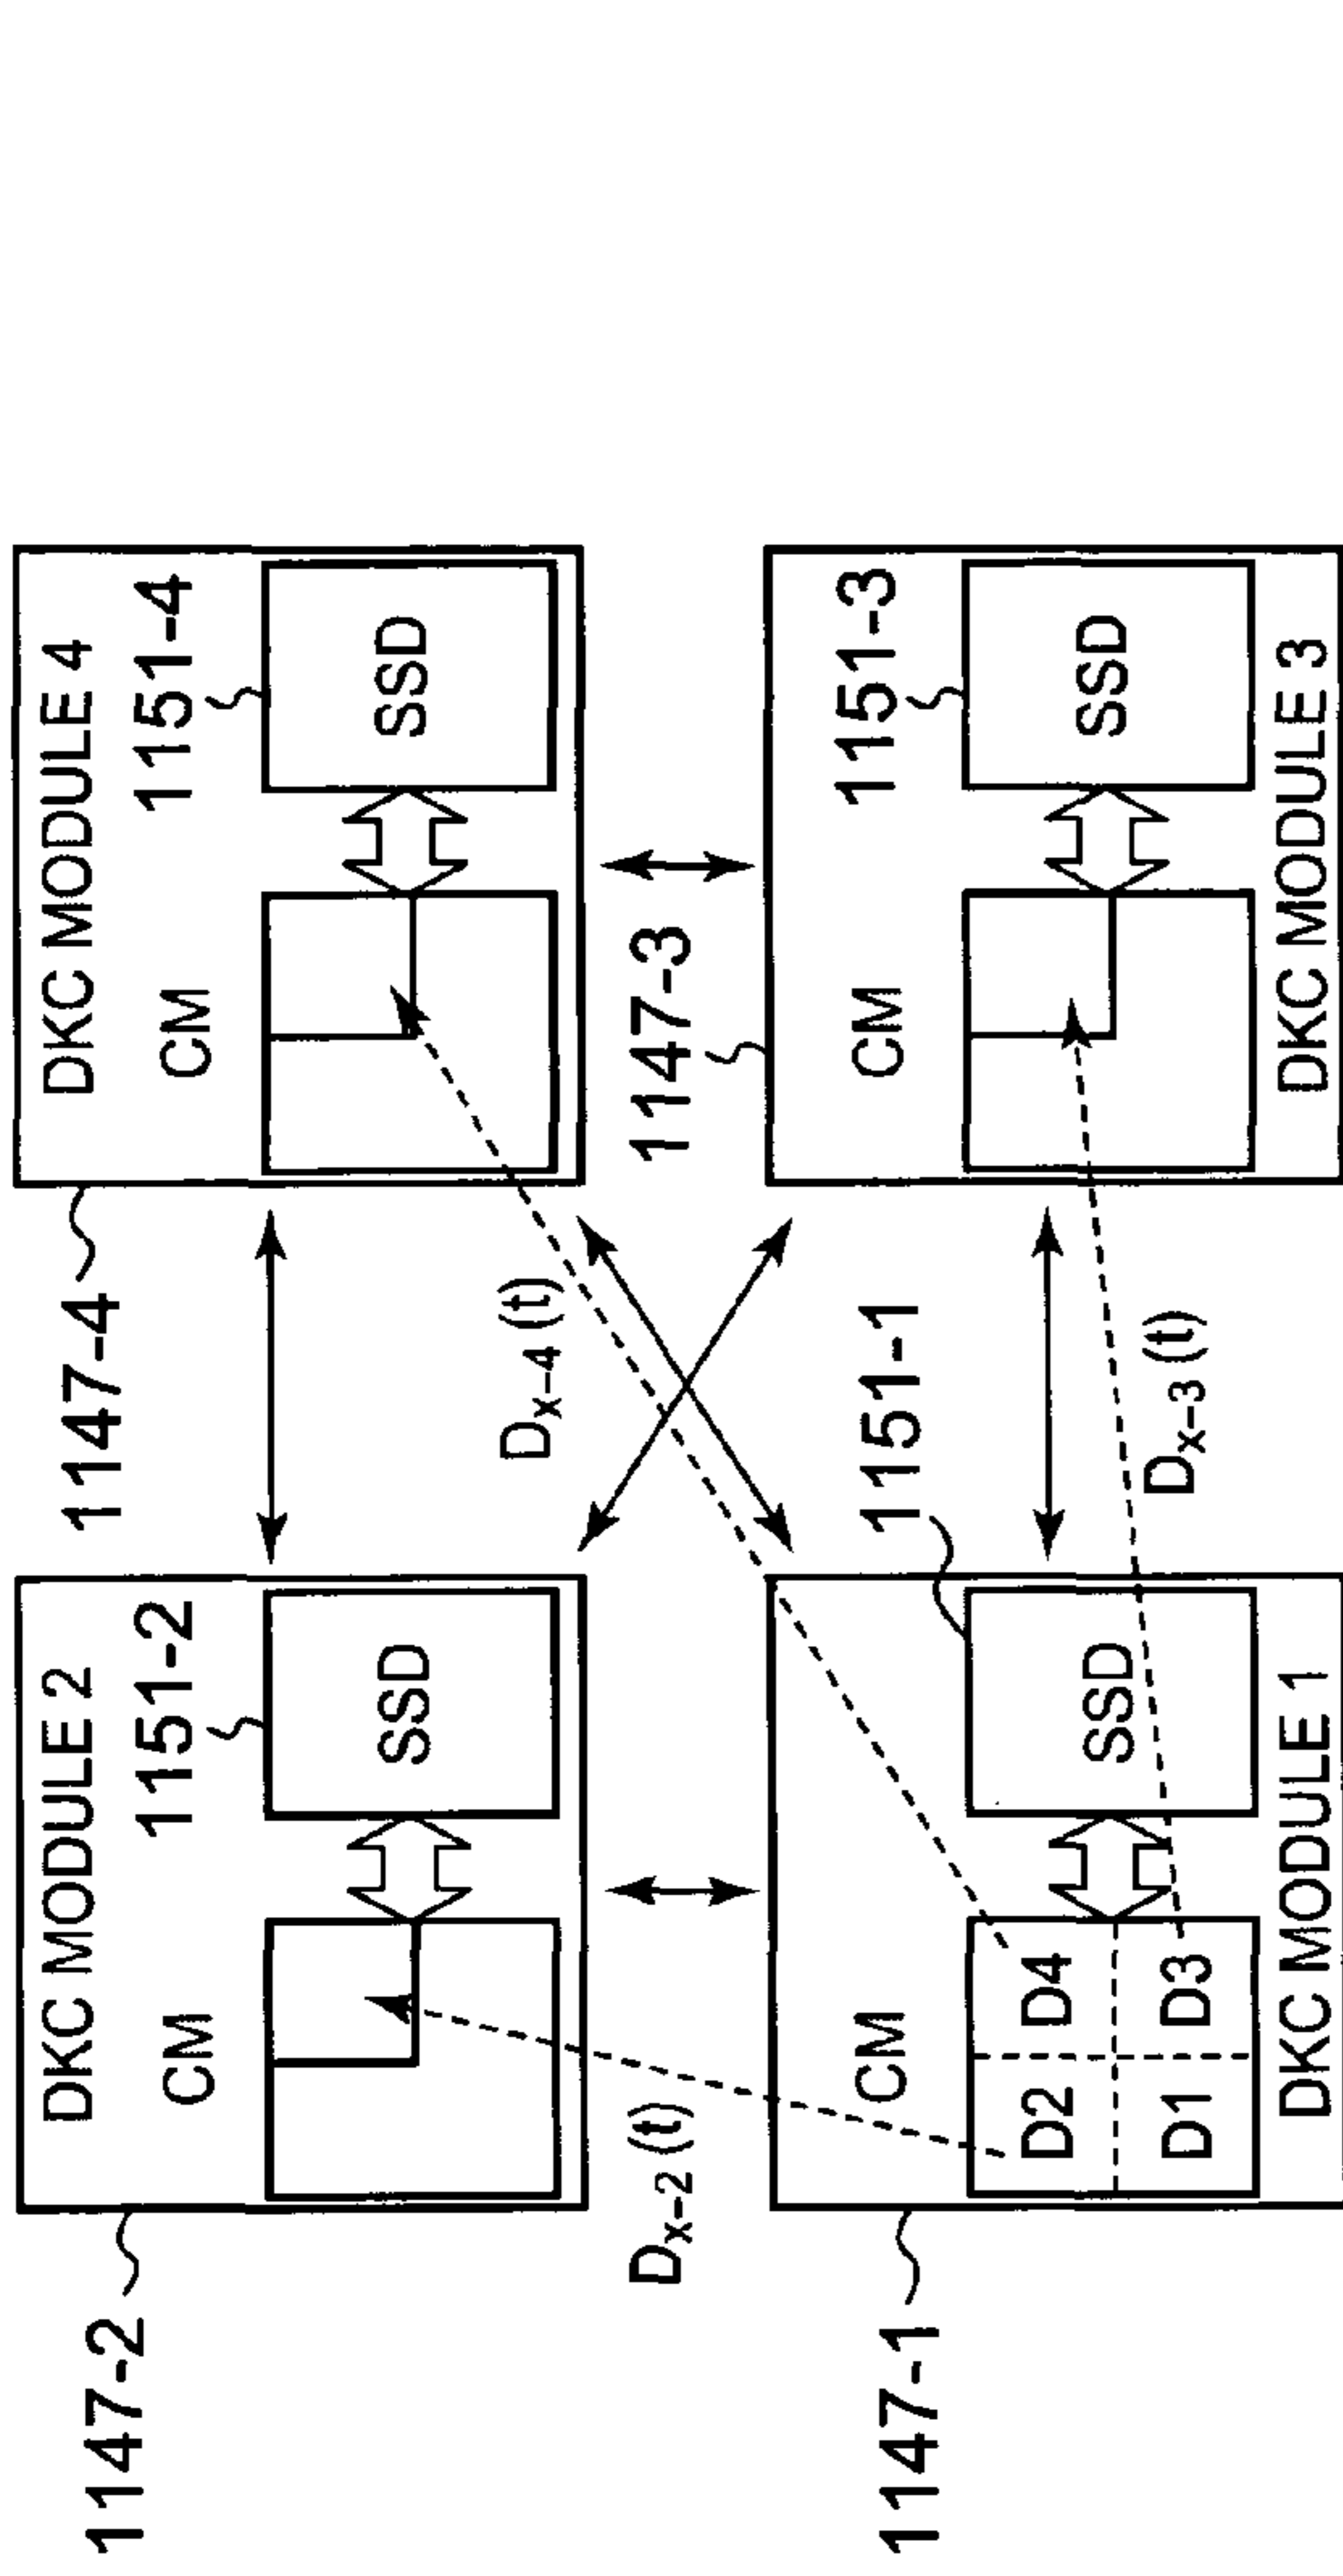 1147-2
DKC MODULE 2
CM
1151-2
SSD
1147-4
DKC MODULE 4
CM
1151-4
SSD
Dx-2 (t)
Dx-4 (t)
1147-3
1147-1
CM
D2
D4
D1
D3
SSD
1151-1
DKC MODULE 1
Dx-3 (t)
CM
1151-3
SSD
DKC MODULE 3